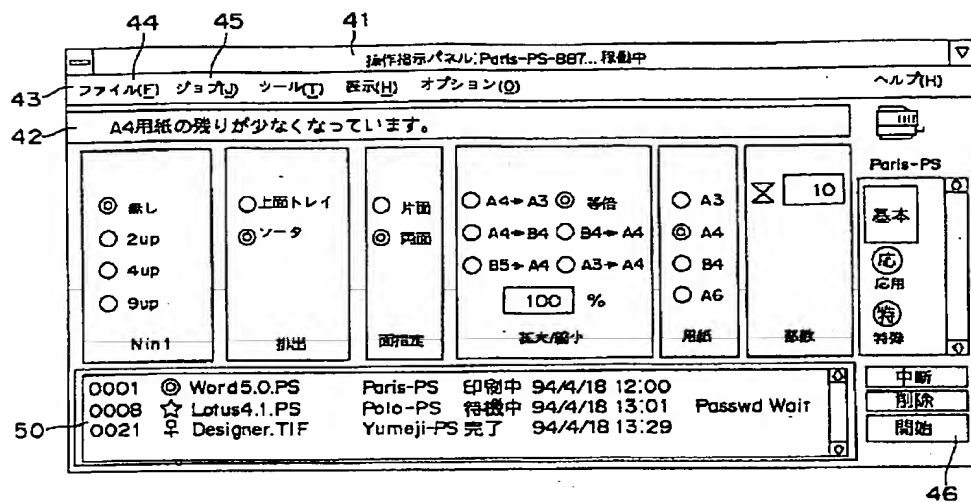 44
45
41
操作指示パネル:Paris-PS-887...稼働中
43
ファイル(F) ジョブ(J) ツール(T) 表示(H) オプション(O) ヘルプ(H)
42
A4用紙の残りが少なくなっています。
Paris-PS
無し
2up
4up
9up
Nin1
上面トレイ
ソータ
排出
片面
両面
面指定
A4→A3 等倍
A4→B4 B4→A4
B5→A4 A3→A4
100 %
拡大/縮小
A3
A4
B4
A6
用紙
10
部数
基本
応
応用
特
特殊
50
0001 ◎ Word5.0.PS Paris-PS 印刷中 94/4/18 12:00
0008 ☆ Lotus4.1.PS Polo-PS 待機中 94/4/18 13:01 Passwd Wait
0021 Designer.TIF Yumeji-PS 完了 94/4/18 13:29
中断
削除
開始
46